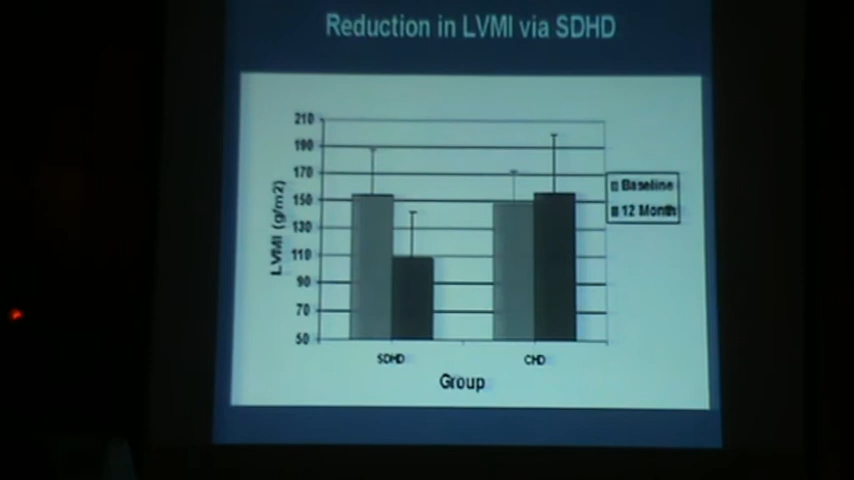 Reduction in LVMI via SDHD
210
190
170
150
130
110
90
70
50
LVMI (g/m2)
Baseline
12 Month
SDHD CHD
Group